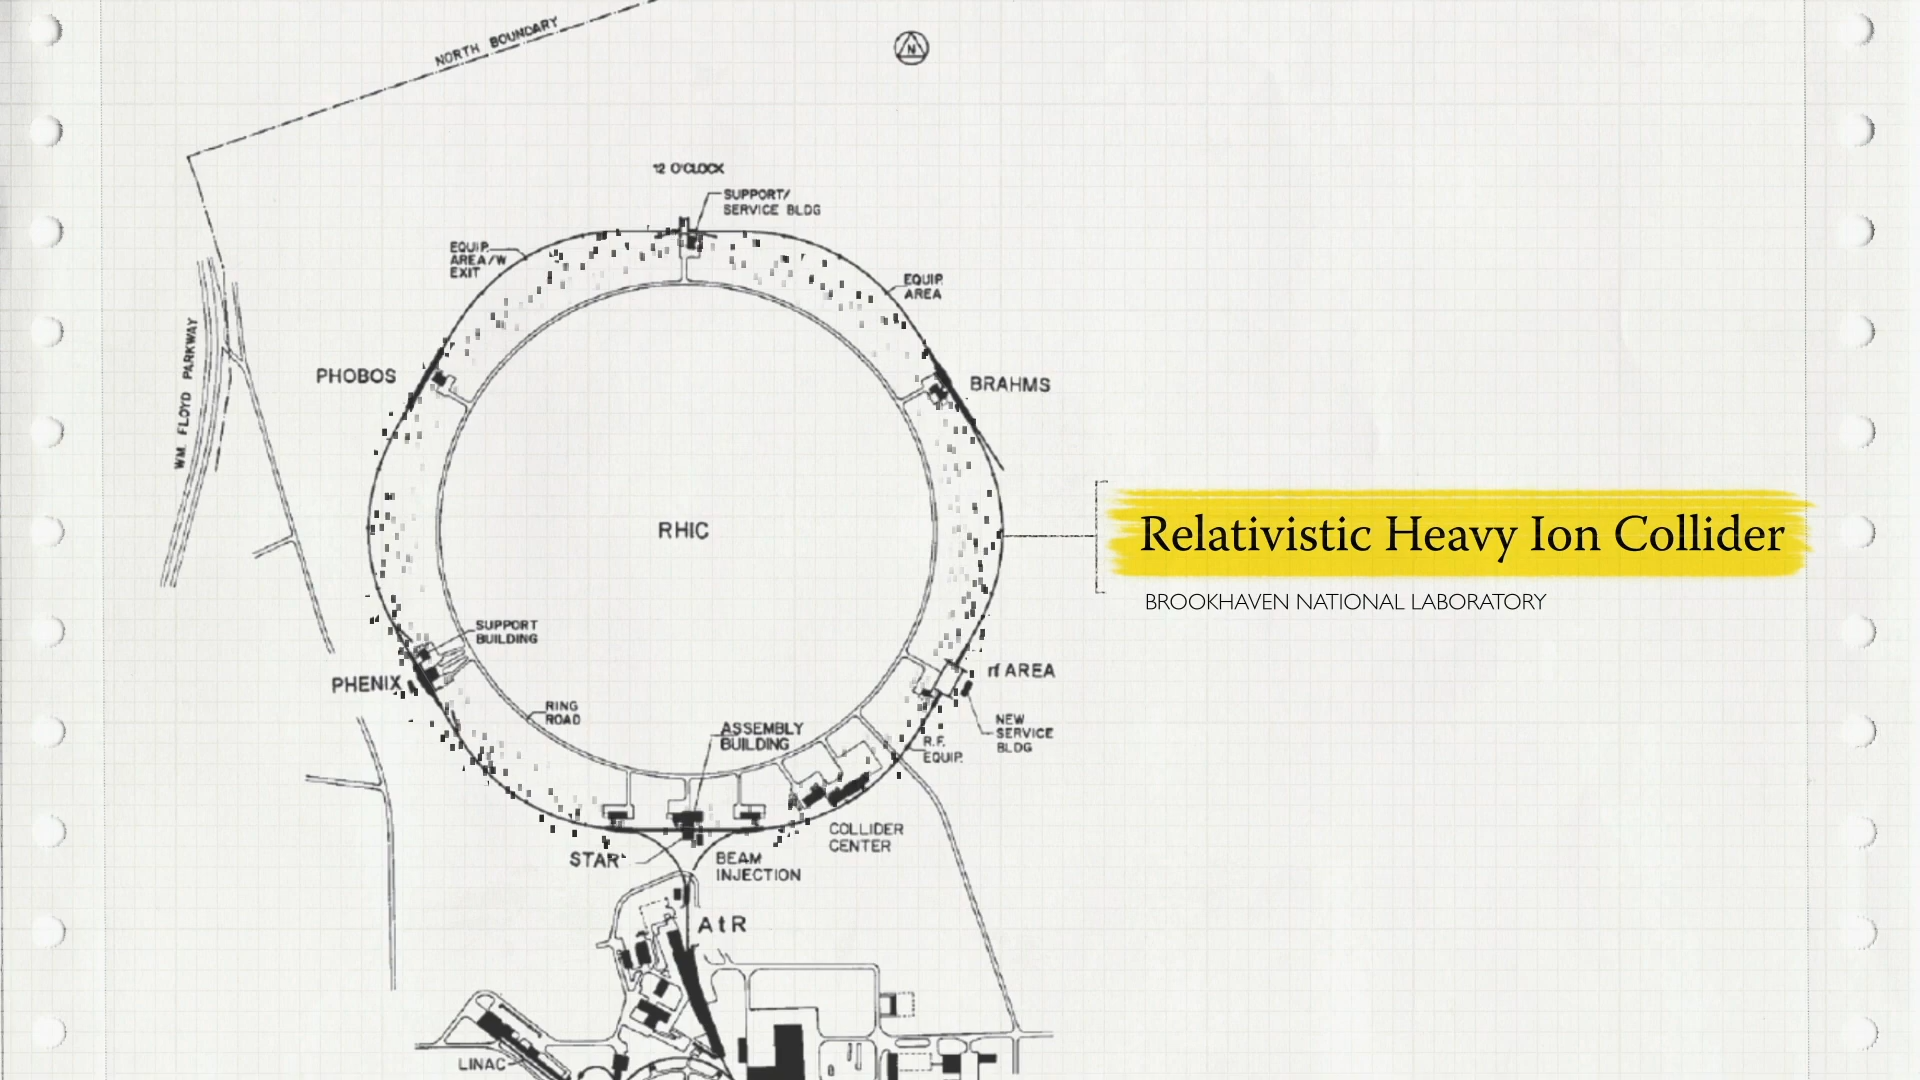 NORTH BOUNDARY
N
12 O'CLOCK
SUPPORT/
SERVICE BLDG
EQUIP.
AREA/W
EXIT
EQUIP.
AREA
WM. FLOYD PARKWAY
PHOBOS
BRAHMS
RHIC
Relativistic Heavy Ion Collider
BROOKHAVEN NATIONAL LABORATORY
SUPPORT
BUILDING
PHENIX
rf AREA
RING
ROAD
ASSEMBLY
BUILDING
NEW
SERVICE
BLDG
R.F.
EQUIP.
COLLIDER
CENTER
STAR
BEAM
INJECTION
AtR
LINAC